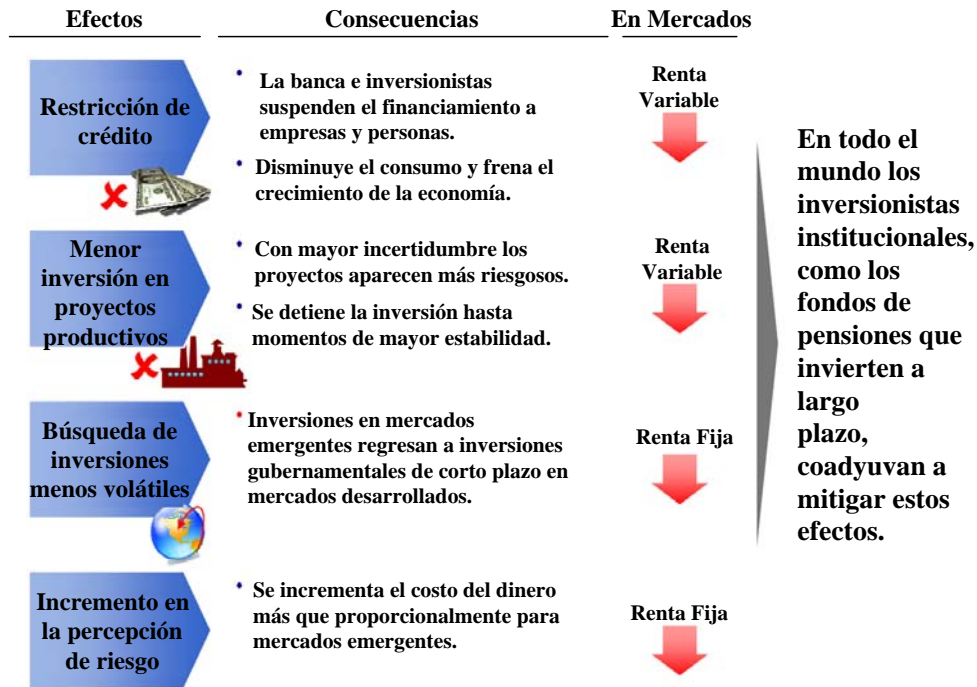 Efectos
Consecuencias
En Mercados
Restricción de
crédito
• La banca e inversionistas
suspenden el financiamiento a
empresas y personas.
• Disminuye el consumo y frena el
crecimiento de la economía.
Renta
Variable
Menor
inversión en
proyectos
productivos
• Con mayor incertidumbre los
proyectos aparecen más riesgosos.
• Se detiene la inversión hasta
momentos de mayor estabilidad.
Renta
Variable
Búsqueda de
inversiones
menos volátiles
• Inversiones en mercados
emergentes regresan a inversiones
gubernamentales de corto plazo en
mercados desarrollados.
Renta Fija
Incremento en
la percepción
de riesgo
• Se incrementa el costo del dinero
más que proporcionalmente para
mercados emergentes.
Renta Fija
En todo el
mundo los
inversionistas
institucionales,
como los
fondos de
pensiones que
invierten a
largo
plazo,
coadyuvan a
mitigar estos
efectos.